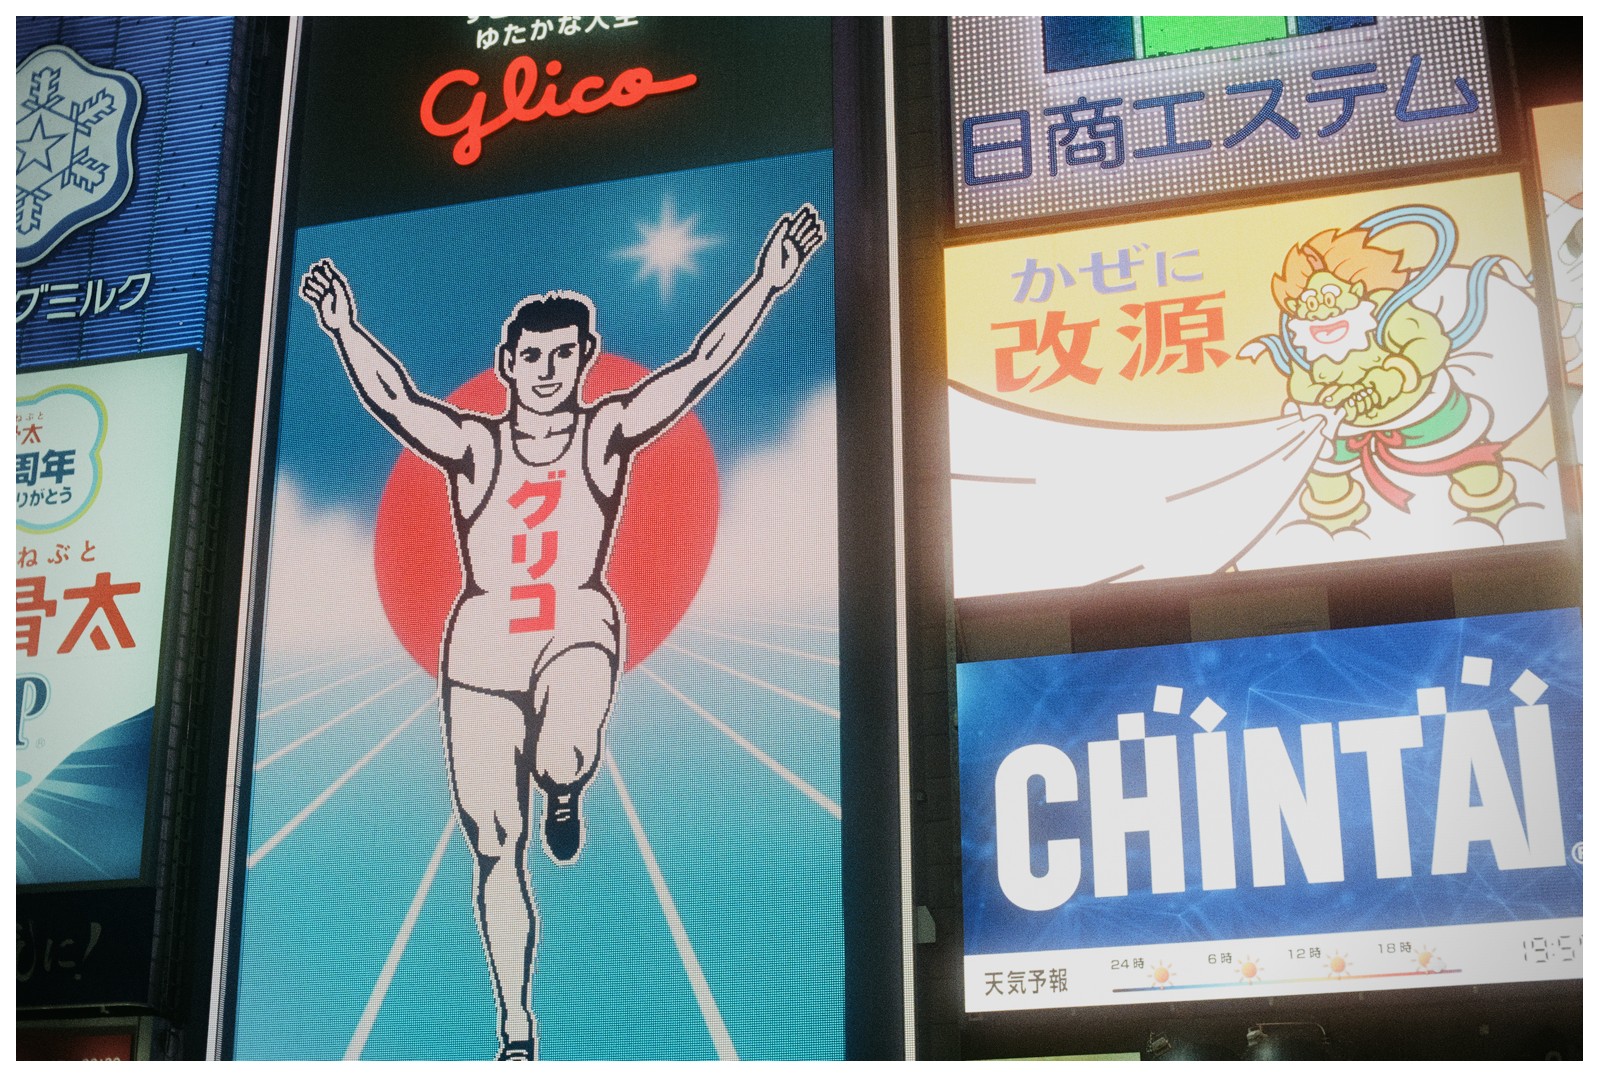 ゆたかな人生
Glico
グリコ
グミルク
周年
りがとう
ねぶと
骨太
に!
日商エステム
かぜに
改源
CHINTAI
天気予報
24時 6時 12時 18時